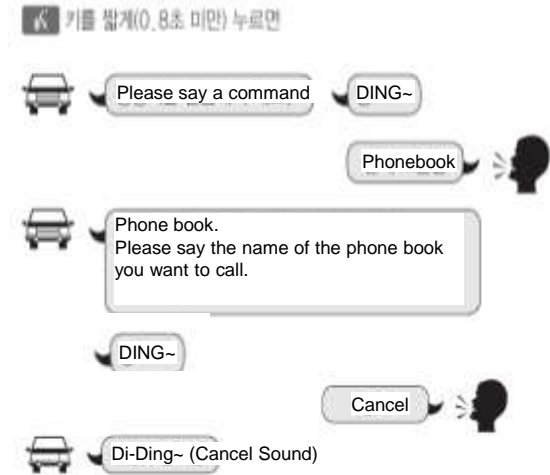 키를 짧게(0.8초 미만) 누르면
Please say a command
DING~
Phonebook
Phone book.
Please say the name of the phone book
you want to call.
DING~
Cancel
Di-Ding~ (Cancel Sound)